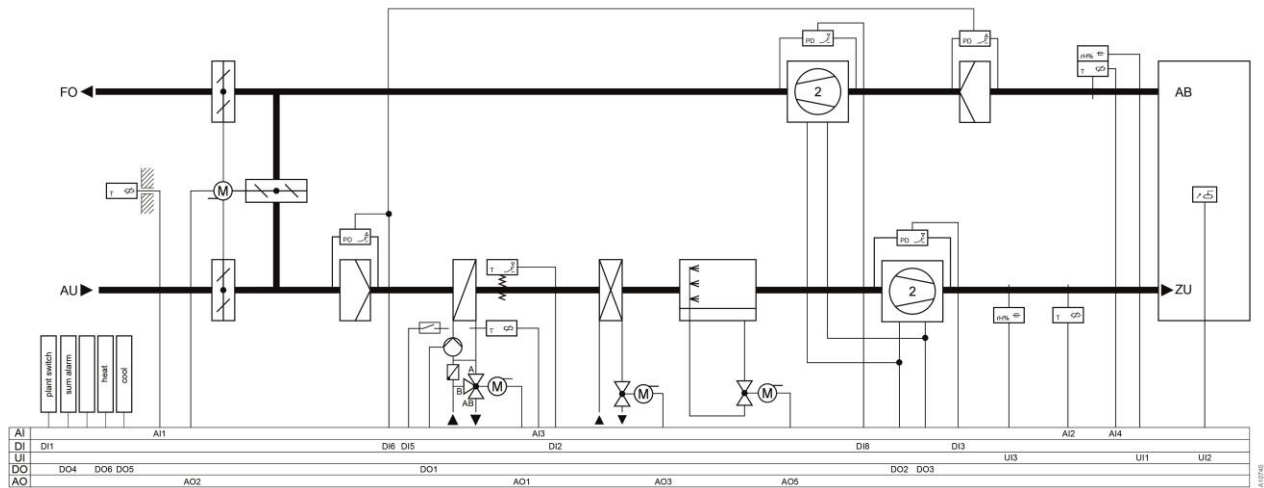 PD
PD
PD
2
rH%
T
FO
AB
T
M
PD
PD
AU
T
2
ZU
T
rH%
T
plant switch
sum alarm
heat
cool
A
B
M
AB
M
M
AI AI1 AI3 AI2 AI4
DI DI1 DI6 DI5 DI2 DI8 DI3
UI UI3 UI1 UI2
DO DO4 DO6 DO5 DO1 DO2 DO3
AO AO2 AO1 AO3 AO5
A10740